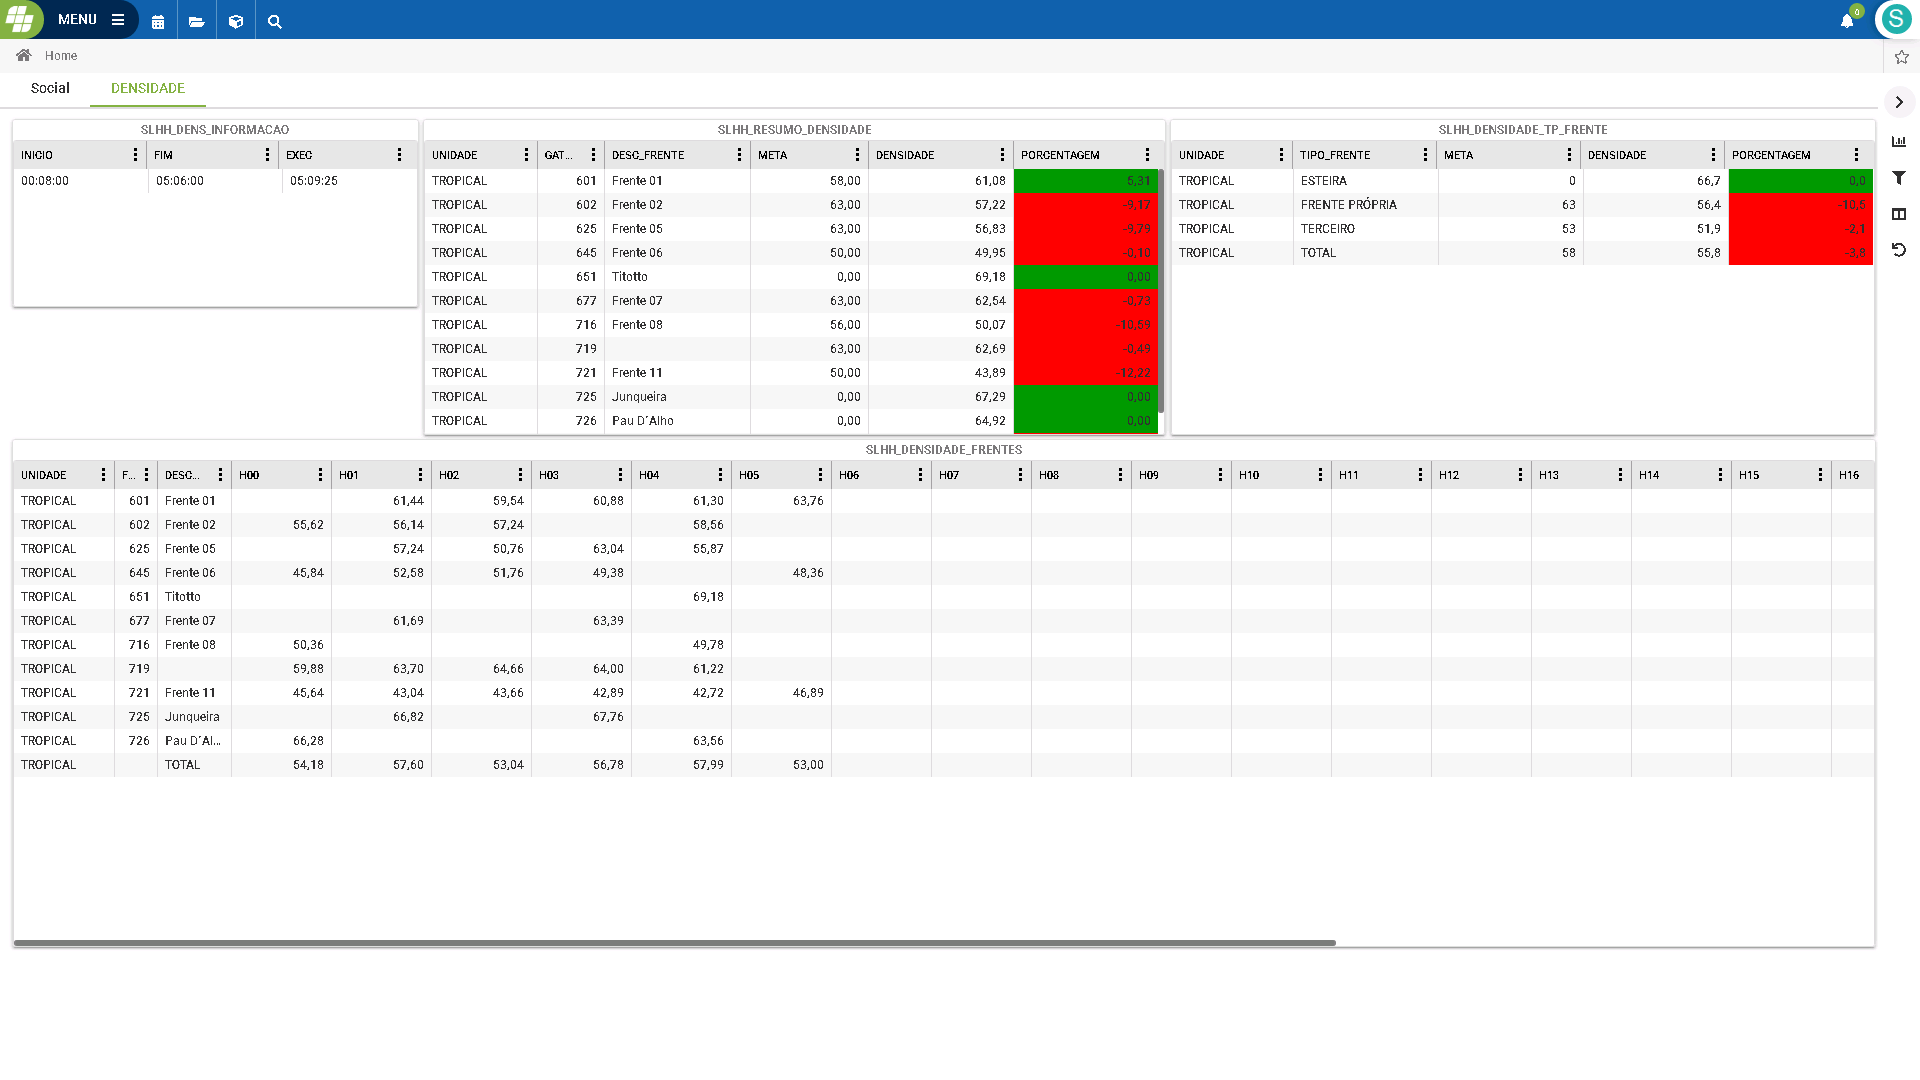 MENU
0
S
Home
Social DENSIDADE
SLHH_DENS_INFORMACAO
INICIO FIM EXEC
00:08:00 05:06:00 05:09:25
SLHH_RESUMO_DENSIDADE
UNIDADE GAT... DESC_FRENTE META DENSIDADE PORCENTAGEM
TROPICAL 601 Frente 01 58,00 61,08 5,31
TROPICAL 602 Frente 02 63,00 57,22 -9,17
TROPICAL 625 Frente 05 63,00 56,83 -9,79
TROPICAL 645 Frente 06 50,00 49,95 -0,10
TROPICAL 651 Titotto 0,00 69,18 0,00
TROPICAL 677 Frente 07 63,00 62,54 -0,73
TROPICAL 716 Frente 08 56,00 50,07 -10,59
TROPICAL 719 63,00 62,69 -0,49
TROPICAL 721 Frente 11 50,00 43,89 -12,22
TROPICAL 725 Junqueira 0,00 67,29 0,00
TROPICAL 726 Pau D´Alho 0,00 64,92 0,00
SLHH_DENSIDADE_TP_FRENTE
UNIDADE TIPO_FRENTE META DENSIDADE PORCENTAGEM
TROPICAL ESTEIRA 0 66,7 0,0
TROPICAL FRENTE PRÓPRIA 63 56,4 -10,5
TROPICAL TERCEIRO 53 51,9 -2,1
TROPICAL TOTAL 58 55,8 -3,8
SLHH_DENSIDADE_FRENTES
UNIDADE F... DESC... H00 H01 H02 H03 H04 H05 H06 H07 H08 H09 H10 H11 H12 H13 H14 H15 H16
TROPICAL 601 Frente 01 61,44 59,54 60,88 61,30 63,76
TROPICAL 602 Frente 02 55,62 56,14 57,24 58,56
TROPICAL 625 Frente 05 57,24 50,76 63,04 55,87
TROPICAL 645 Frente 06 45,84 52,58 51,76 49,38 48,36
TROPICAL 651 Titotto 69,18
TROPICAL 677 Frente 07 61,69 63,39
TROPICAL 716 Frente 08 50,36 49,78
TROPICAL 719 59,88 63,70 64,66 64,00 61,22
TROPICAL 721 Frente 11 45,64 43,04 43,66 42,89 42,72 46,89
TROPICAL 725 Junqueira 66,82 67,76
TROPICAL 726 Pau D´Al... 66,28 63,56
TROPICAL TOTAL 54,18 57,60 53,04 56,78 57,99 53,00